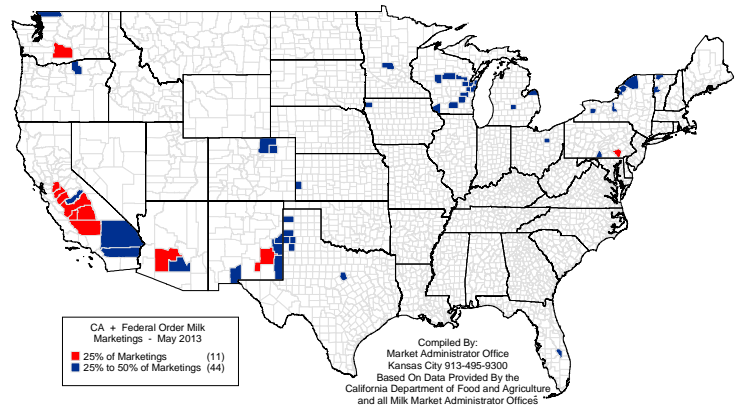 CA + Federal Order Milk
Marketings - May 2013
25% of Marketings (11)
25% to 50% of Marketings (44)
Compiled By:
Market Administrator Office
Kansas City 913-495-9300
Based On Data Provided By the
California Department of Food and Agriculture
and all Milk Market Administrator Offices